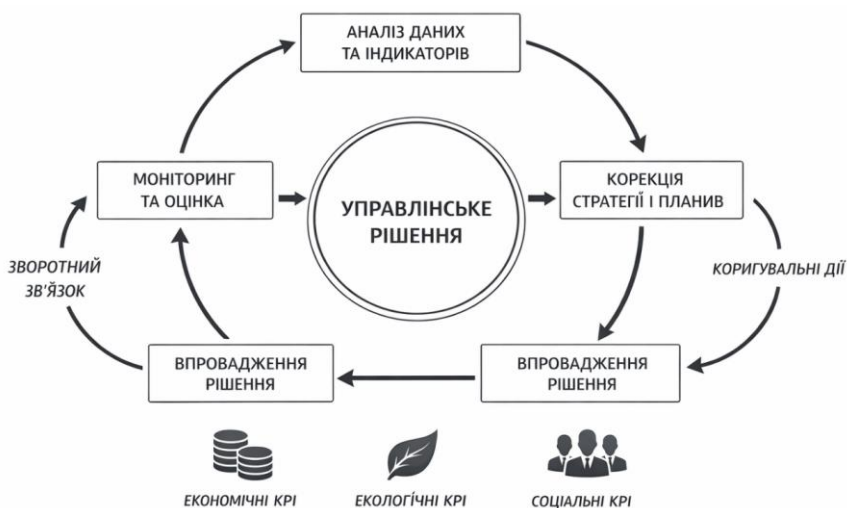 АНАЛІЗ ДАНИХ
ТА ІНДИКАТОРІВ
МОНІТОРИНГ
ТА ОЦІНКА
УПРАВЛІНСЬКЕ
РІШЕННЯ
КОРЕКЦІЯ
СТРАТЕГІЇ І ПЛАНИВ
ЗВОРОТНИЙ
ЗВ'ЯЗОК
КОРИГУВАЛЬНІ ДІЇ
ВПРОВАДЖЕННЯ
РІШЕННЯ
ВПРОВАДЖЕННЯ
РІШЕННЯ
ЕКОНОМІЧНІ KPI
ЕКОЛОГІЧНІ KPI
СОЦІАЛЬНІ KPI